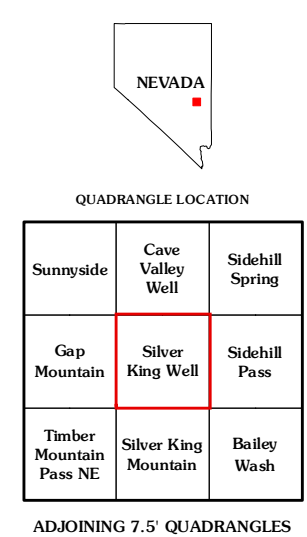 NEVADA
QUADRANGLE LOCATION
Sunnyside
Cave
Valley
Well
Sidehill
Spring
Gap
Mountain
Silver
King Well
Sidehill
Pass
Timber
Mountain
Pass NE
Silver King
Mountain
Bailey
Wash
ADJOINING 7.5' QUADRANGLES